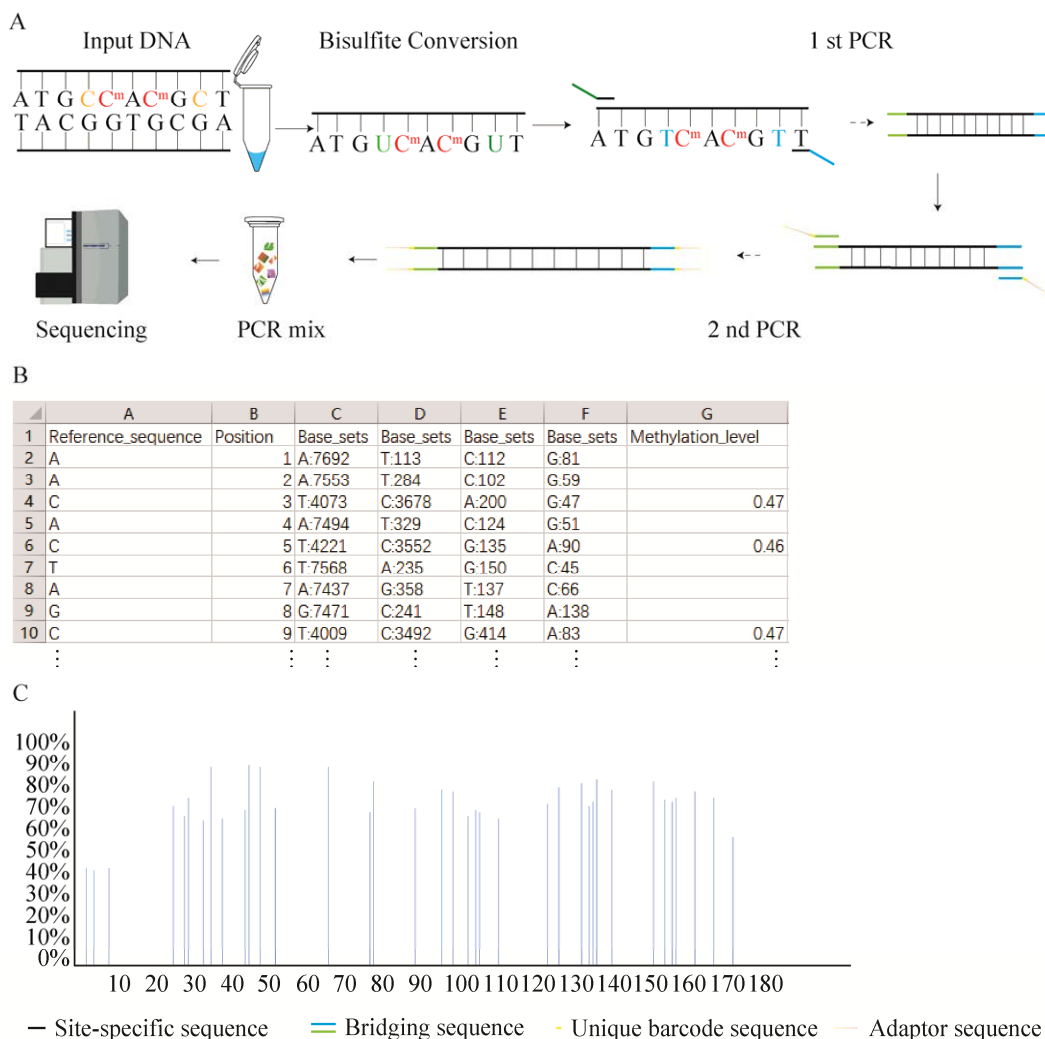 A
Input DNA
Bisulfite Conversion
1 st PCR
A T G C Cᵐ A Cᵐ G C T
T A C G G T G C G A
A T G U Cᵐ A Cᵐ G U T
A T G T Cᵐ A Cᵐ G T T
Sequencing
PCR mix
2 nd PCR
B
A B C D E F G
1 Reference_sequence Position Base_sets Base_sets Base_sets Base_sets Methylation_level
2 A 1 A:7692 T:113 C:112 G:81
3 A 2 A:7553 T:284 C:102 G:59
4 C 3 T:4073 C:3678 A:200 G:47 0.47
5 A 4 A:7494 T:329 C:124 G:51
6 C 5 T:4221 C:3552 G:135 A:90 0.46
7 T 6 T:7568 A:235 G:150 C:45
8 A 7 A:7437 G:358 T:137 C:66
9 G 8 G:7471 C:241 T:148 A:138
10 C 9 T:4009 C:3492 G:414 A:83 0.47
C
100%
90%
80%
70%
60%
50%
40%
30%
20%
10%
0%
10 20 30 40 50 60 70 80 90 100 110 120 130 140 150 160 170 180
Site-specific sequence Bridging sequence Unique barcode sequence Adaptor sequence